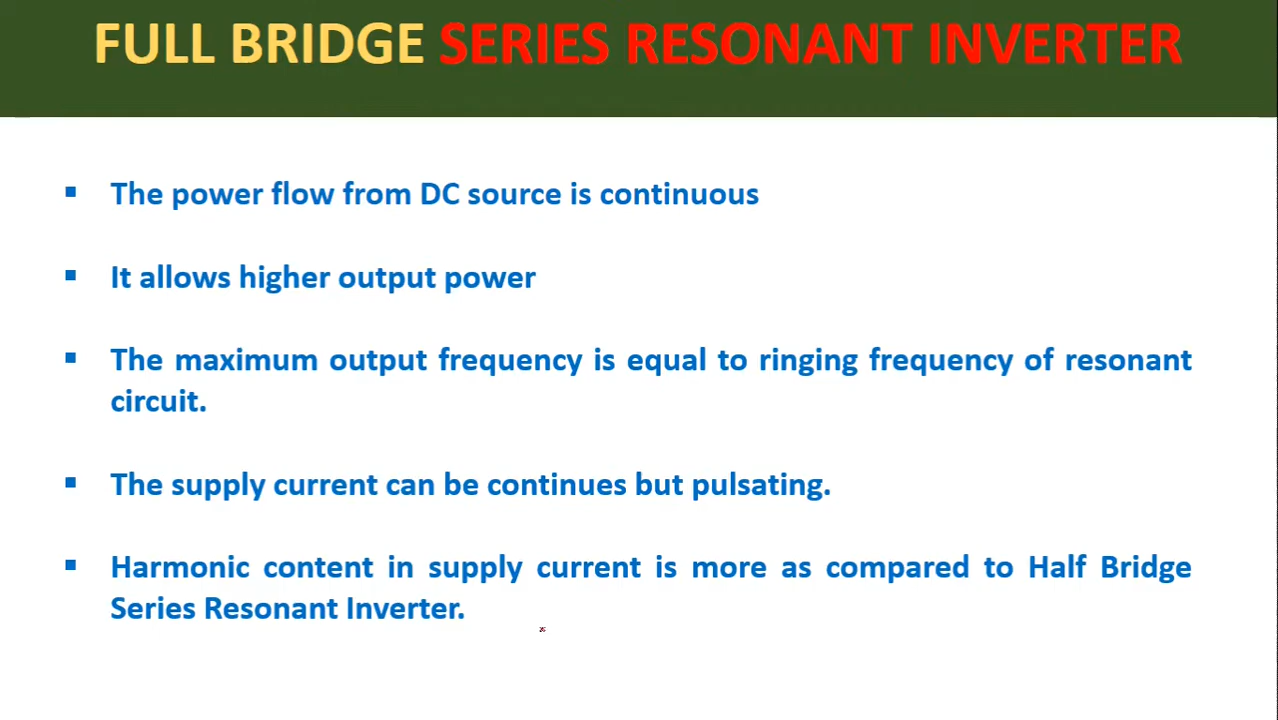 FULL BRIDGE SERIES RESONANT INVERTER
▪ The power flow from DC source is continuous
▪ It allows higher output power
▪ The maximum output frequency is equal to ringing frequency of resonant
circuit.
▪ The supply current can be continues but pulsating.
▪ Harmonic content in supply current is more as compared to Half Bridge
Series Resonant Inverter.